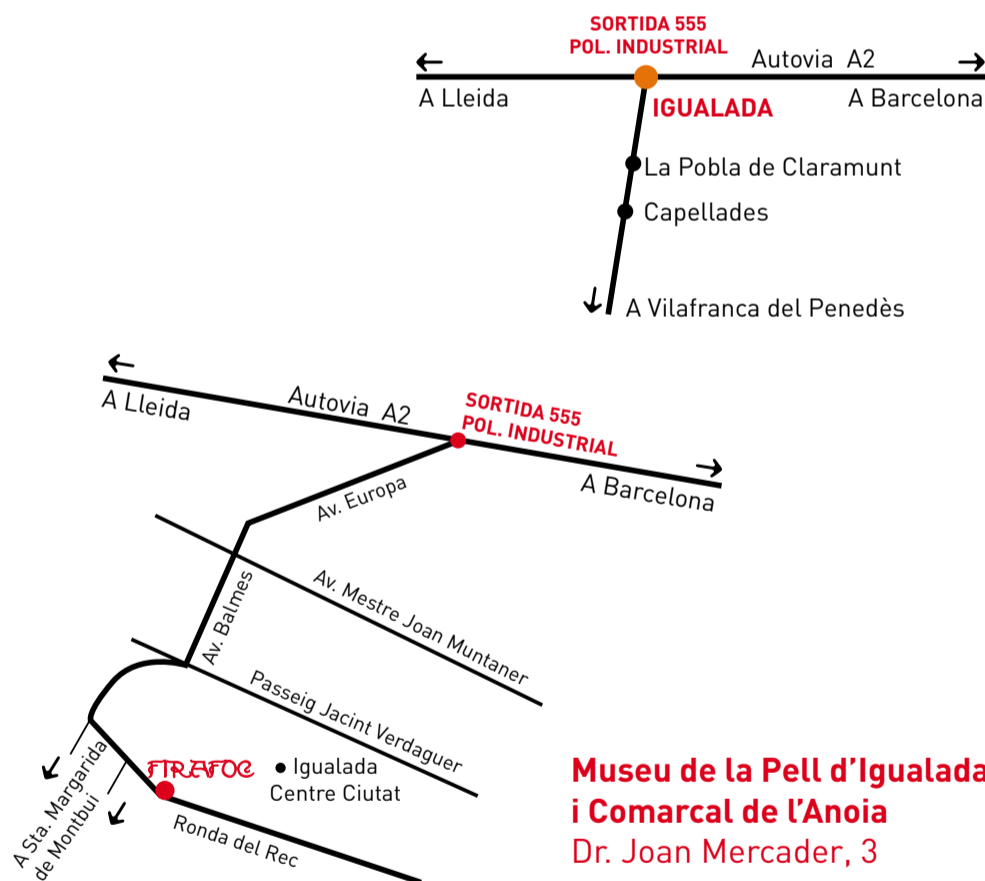 SORTIDA 555
POL. INDUSTRIAL
Autovia A2
A Lleida
A Barcelona
IGUALADA
La Pobla de Claramunt
Capellades
A Vilafranca del Penedès
A Lleida
Autovia A2
SORTIDA 555
POL. INDUSTRIAL
A Barcelona
Av. Europa
Av. Mestre Joan Muntaner
Av. Balmes
Passeig Jacint Verdaguer
FIRAFOC
Igualada
Centre Ciutat
A Sta. Margarida
de Montbui
Ronda del Rec
Museu de la Pell d’Igualada
i Comarcal de l’Anoia
Dr. Joan Mercader, 3